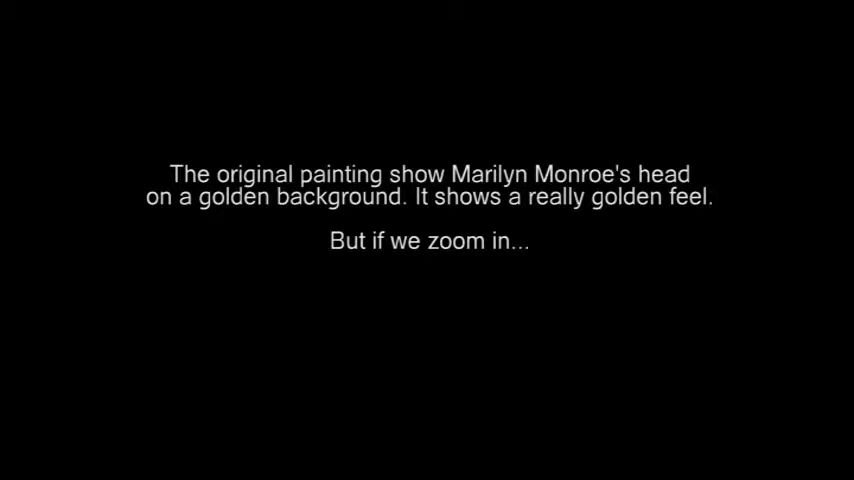 The original painting show Marilyn Monroe's head
on a golden background. It shows a really golden feel.
But if we zoom in...